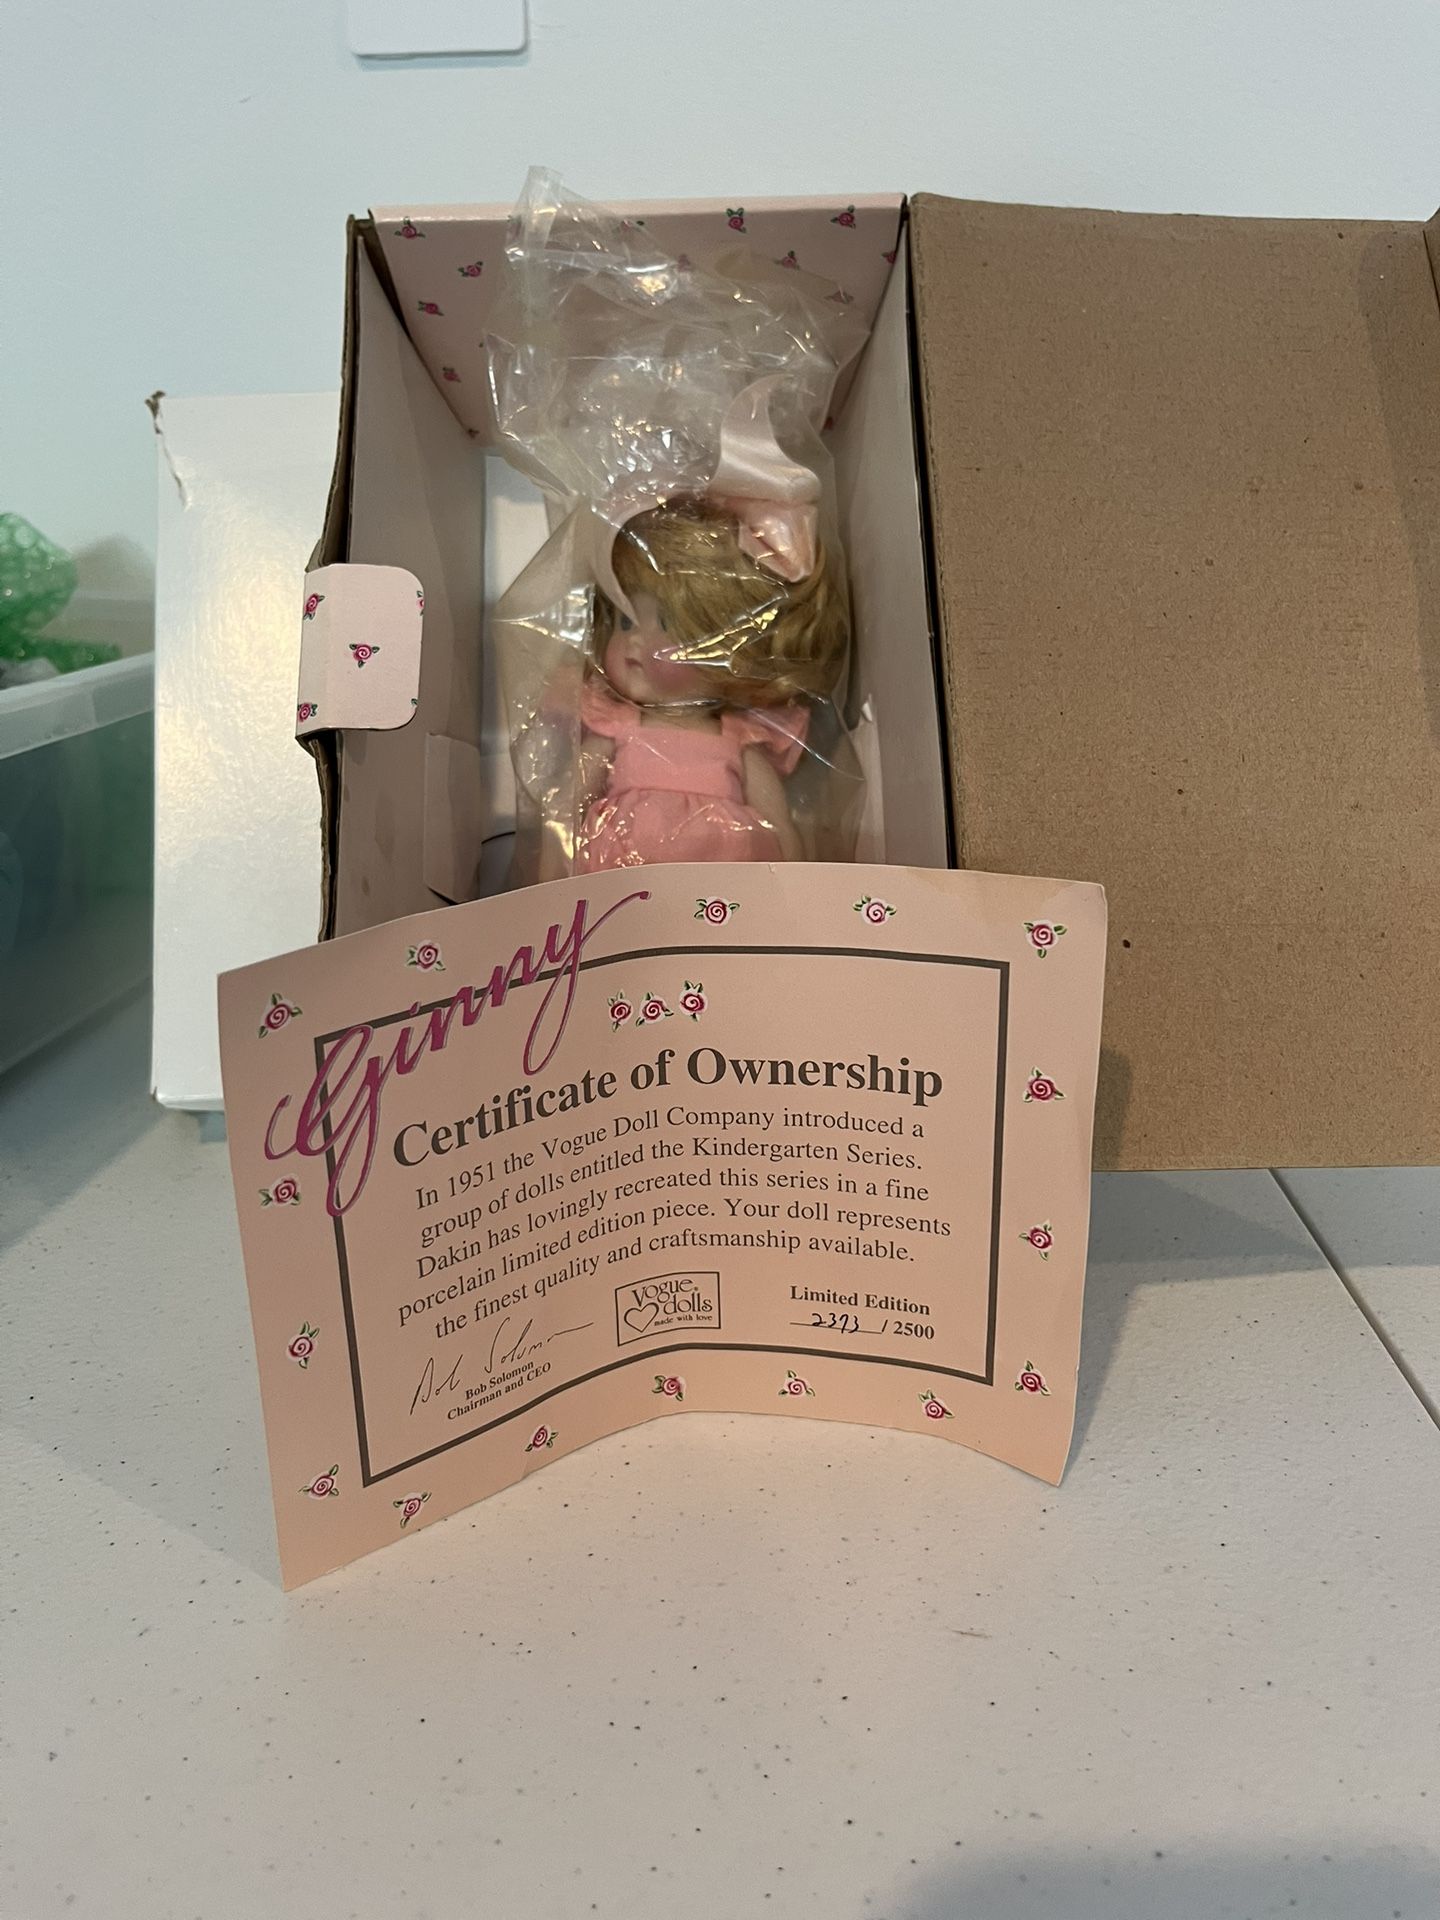 Ginny
Certificate of Ownership
In 1951 the Vogue Doll Company introduced a
group of dolls entitled the Kindergarten Series.
Dakin has lovingly recreated this series in a fine
porcelain limited edition piece. Your doll represents
the finest quality and craftsmanship available.
Bob Solomon
Bob Solomon
Chairman and CEO
Vogue®
dolls
made with love
Limited Edition
2373 / 2500